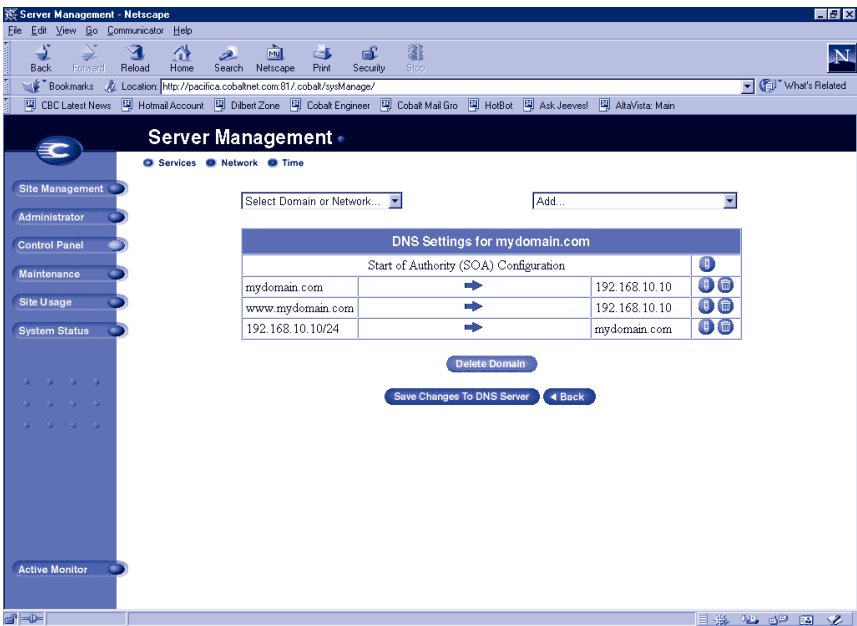 Server Management - Netscape
File Edit View Go Communicator Help
Back Forward Reload Home Search Netscape Print Security Stop
My
N
Bookmarks Location: http://pacifica.cobaltnet.com:81/.cobalt/sysManage/ What's Related
CBC Latest News Hotmail Account Dilbert Zone Cobalt Engineer Cobalt Mail Gro HotBot Ask Jeeves! AltaVista: Main
Server Management
Services Network Time
Site Management
Administrator
Control Panel
Maintenance
Site Usage
System Status
Active Monitor
Select Domain or Network... Add...
DNS Settings for mydomain.com
Start of Authority (SOA) Configuration
mydomain.com 192.168.10.10
www.mydomain.com 192.168.10.10
192.168.10.10/24 mydomain.com
Delete Domain
Save Changes To DNS Server Back